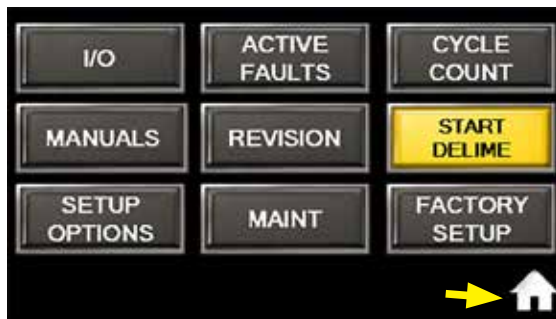 I/O
ACTIVE
FAULTS
CYCLE
COUNT
MANUALS
REVISION
START
DELIME
SETUP
OPTIONS
MAINT
FACTORY
SETUP